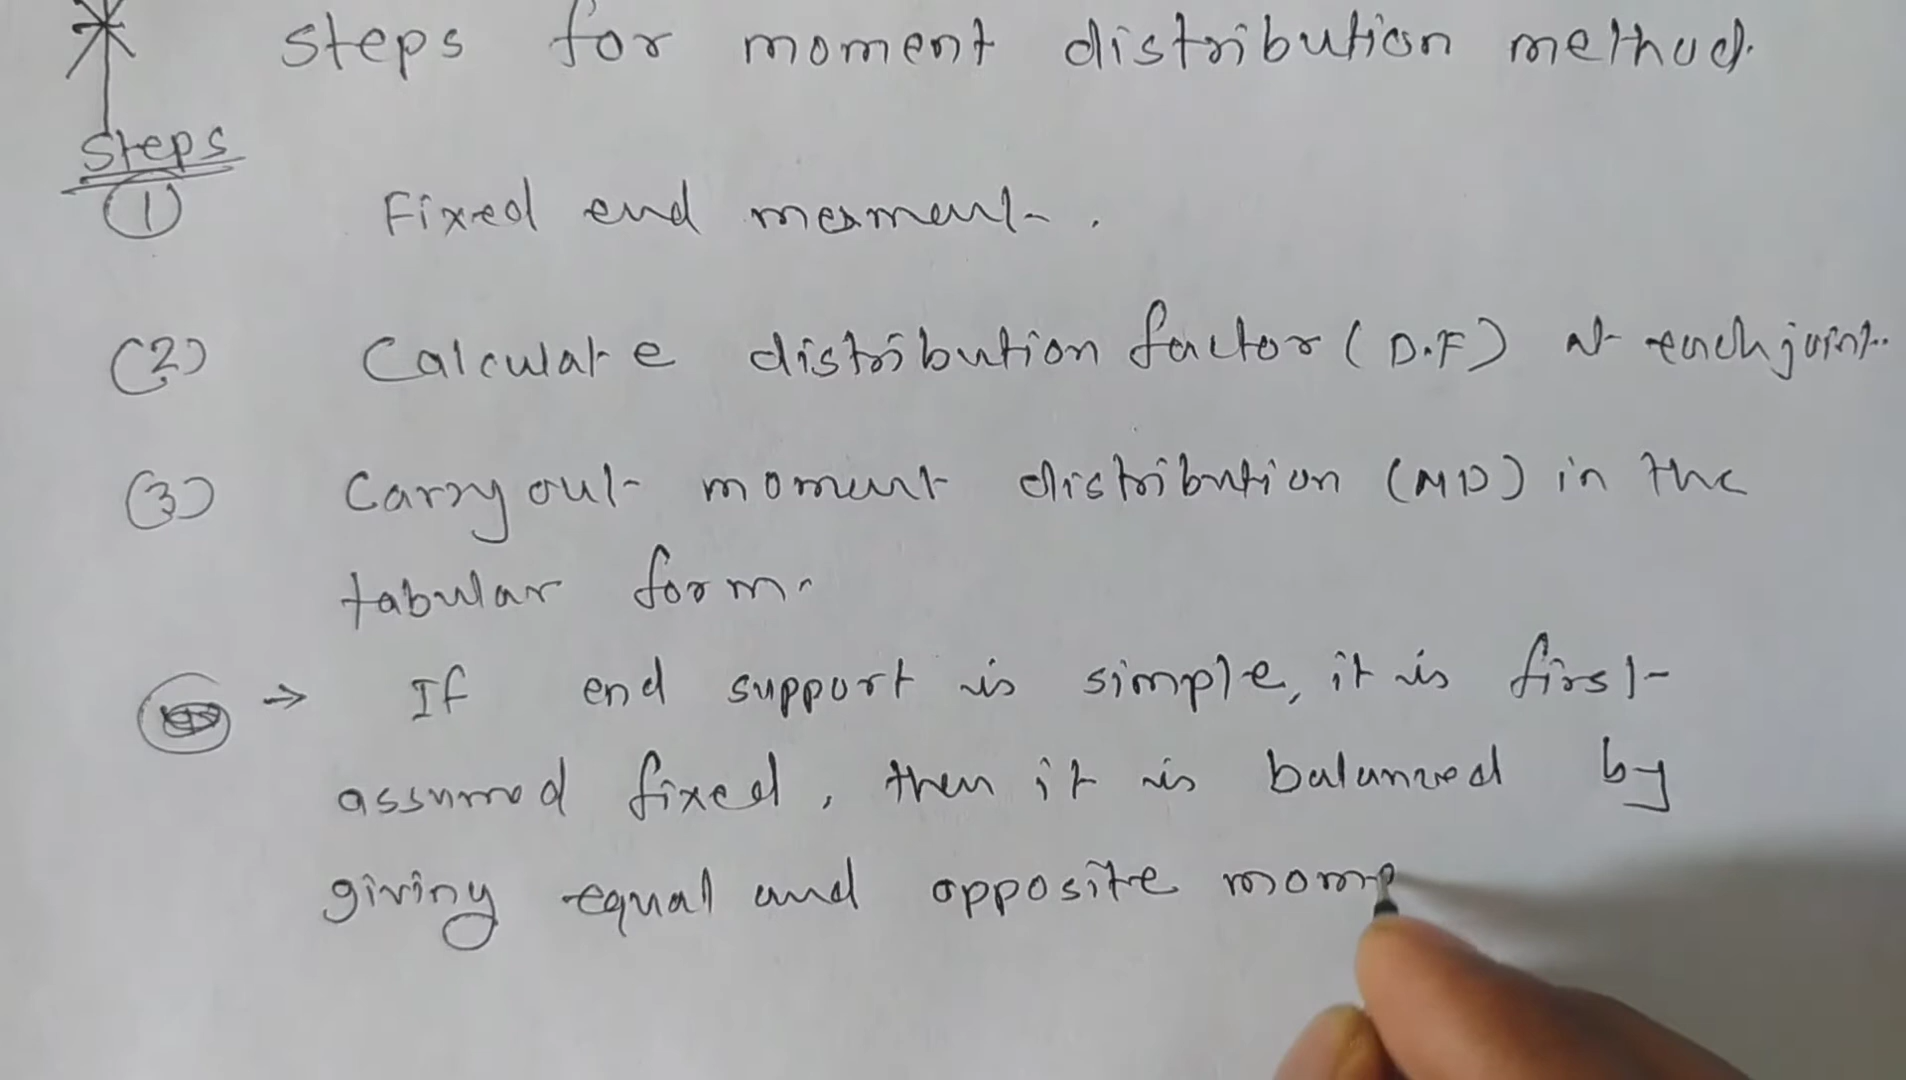 steps for moment distribution method.
Steps
(1) Fixed end moment.
(2) Calculate distribution factor (D.F) at each joint.
(3) Carry out moment distribution (MD) in the
tabular form.
→ If end support is simple, it is first
assumed fixed, then it is balanced by
giving equal and opposite mome